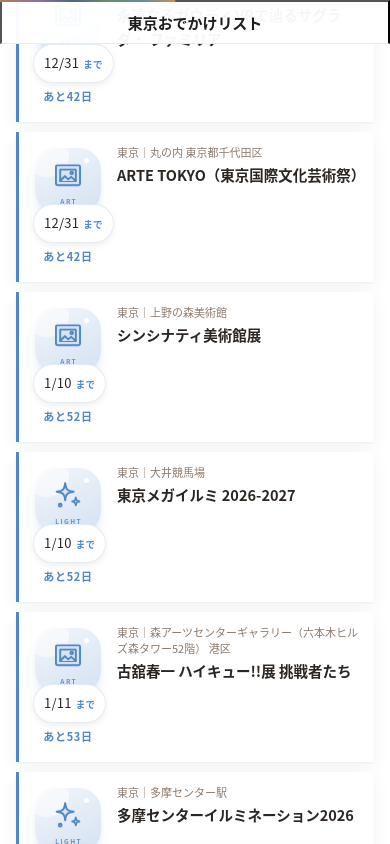 東京おでかけリスト
12/31 まで
あと42日
東京｜丸の内 東京都千代田区
ARTE TOKYO（東京国際文化芸術祭）
ART
12/31 まで
あと42日
東京｜上野の森美術館
シンシナティ美術館展
ART
1/10 まで
あと52日
東京｜大井競馬場
東京メガイルミ 2026-2027
LIGHT
1/10 まで
あと52日
東京｜森アーツセンターギャラリー（六本木ヒル
ズ森タワー52階） 港区
古舘春一 ハイキュー!!展 挑戦者たち
ART
1/11 まで
あと53日
東京｜多摩センター駅
多摩センターイルミネーション2026
LIGHT